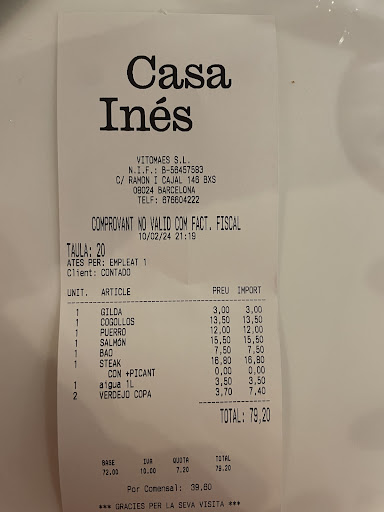 Casa
Inés
VITOMAES S.L.
N.I.F.: B-56457583
C/ RAMON I CAJAL 146 BXS
08024 BARCELONA
TELF: 676604222
COMPROVANT NO VALID COM FACT. FISCAL
10/02/24 21:19
TAULA: 20
ATES PER: EMPLEAT 1
Client: CONTADO
UNIT. ARTICLE PREU IMPORT
1 GILDA 3,00 3,00
1 COGOLLOS 13,50 13,50
1 PUERRO 12,00 12,00
1 SALMÓN 15,50 15,50
1 BAO 7,50 7,50
1 STEAK 16,80 16,80
CON +PICANT 0,00 0,00
1 aigua 1L 3,50 3,50
2 VERDEJO COPA 3,70 7,40
TOTAL: 79,20
BASE IVA QUOTA TOTAL
72.00 10.00 7.20 79.20
Por Comensal: 39,60
*** GRACIES PER LA SEVA VISITA ***